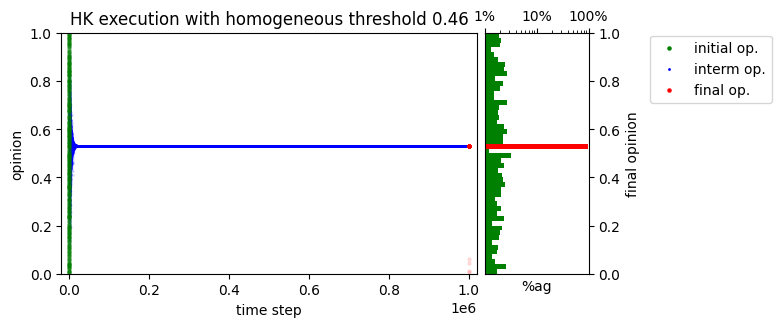 HK execution with homogeneous threshold 0.46
1% 10% 100%
initial op.
interm op.
final op.
opinion
1.0
0.8
0.6
0.4
0.2
0.0
1.0
0.8
0.6
0.4
0.2
0.0
final opinion
0.0 0.2 0.4 0.6 0.8 1.0
1e6
time step
%ag